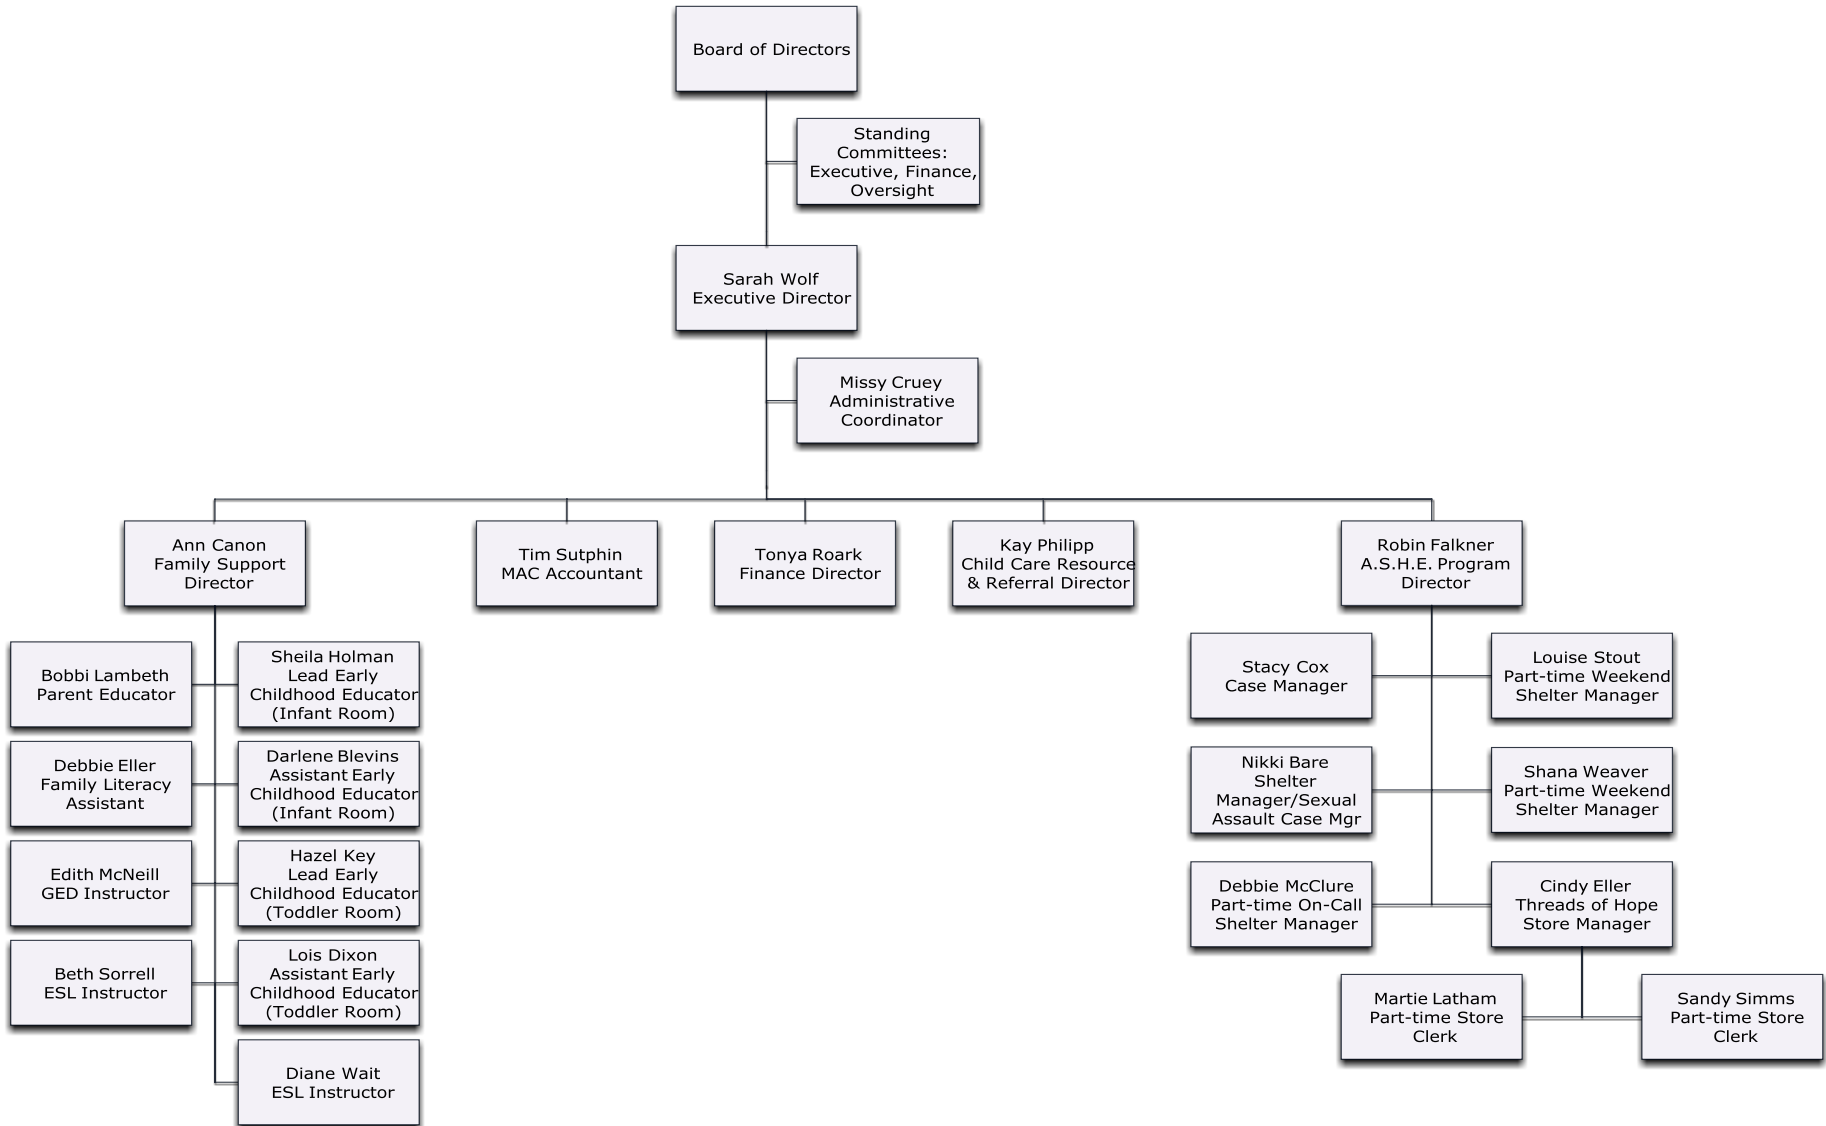 Board of Directors
Standing
Committees:
Executive, Finance,
Oversight
Sarah Wolf
Executive Director
Missy Cruey
Administrative
Coordinator
Ann Canon
Family Support
Director
Tim Sutphin
MAC Accountant
Tonya Roark
Finance Director
Kay Philipp
Child Care Resource
& Referral Director
Robin Falkner
A.S.H.E. Program
Director
Bobbi Lambeth
Parent Educator
Sheila Holman
Lead Early
Childhood Educator
(Infant Room)
Debbie Eller
Family Literacy
Assistant
Darlene Blevins
Assistant Early
Childhood Educator
(Infant Room)
Edith McNeill
GED Instructor
Hazel Key
Lead Early
Childhood Educator
(Toddler Room)
Beth Sorrell
ESL Instructor
Lois Dixon
Assistant Early
Childhood Educator
(Toddler Room)
Diane Wait
ESL Instructor
Stacy Cox
Case Manager
Louise Stout
Part-time Weekend
Shelter Manager
Nikki Bare
Shelter
Manager/Sexual
Assault Case Mgr
Shana Weaver
Part-time Weekend
Shelter Manager
Debbie McClure
Part-time On-Call
Shelter Manager
Cindy Eller
Threads of Hope
Store Manager
Martie Latham
Part-time Store
Clerk
Sandy Simms
Part-time Store
Clerk